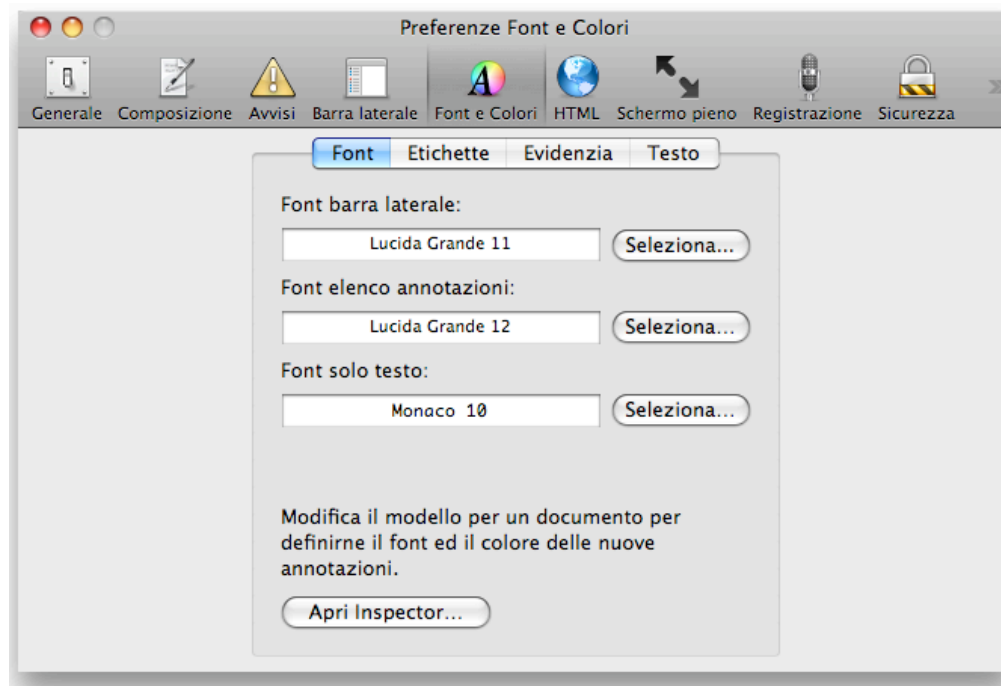 Preferenze Font e Colori
Generale Composizione Avvisi Barra laterale Font e Colori HTML Schermo pieno Registrazione Sicurezza
Font Etichette Evidenzia Testo
Font barra laterale:
Lucida Grande 11 Seleziona...
Font elenco annotazioni:
Lucida Grande 12 Seleziona...
Font solo testo:
Monaco 10 Seleziona...
Modifica il modello per un documento per
definirne il font ed il colore delle nuove
annotazioni.
Apri Inspector...